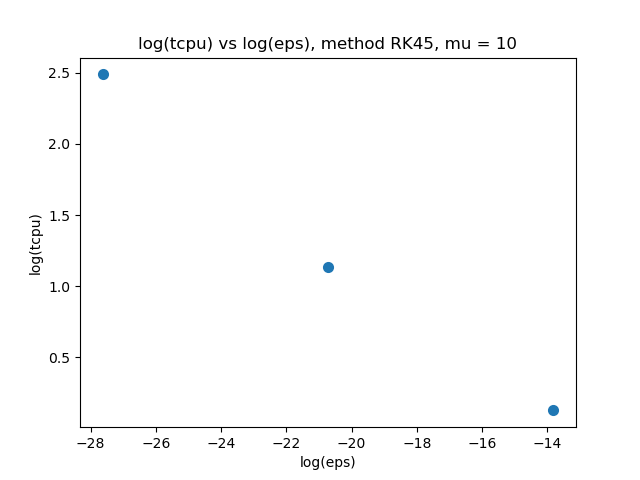 log(tcpu) vs log(eps), method RK45, mu = 10
2.5
2.0
1.5
1.0
0.5
log(tcpu)
−28 −26 −24 −22 −20 −18 −16 −14
log(eps)